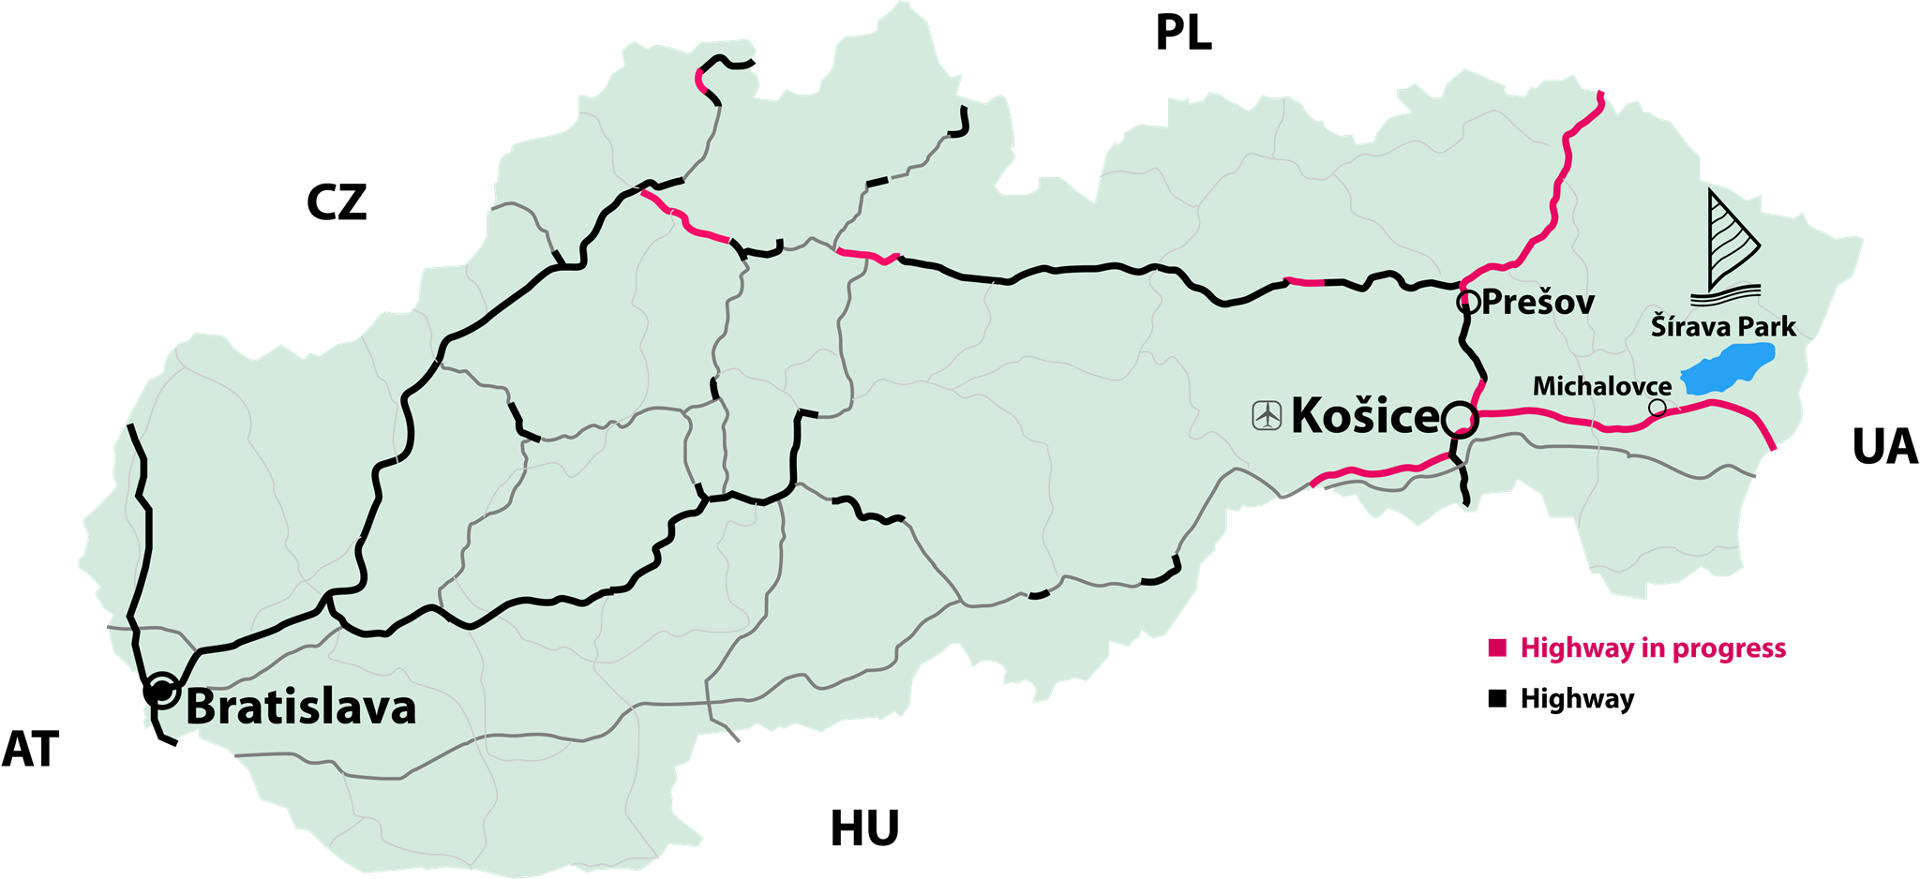 PL
CZ
Prešov
Šírava Park
Michalovce
Košice
UA
Highway in progress
Highway
Bratislava
AT
HU